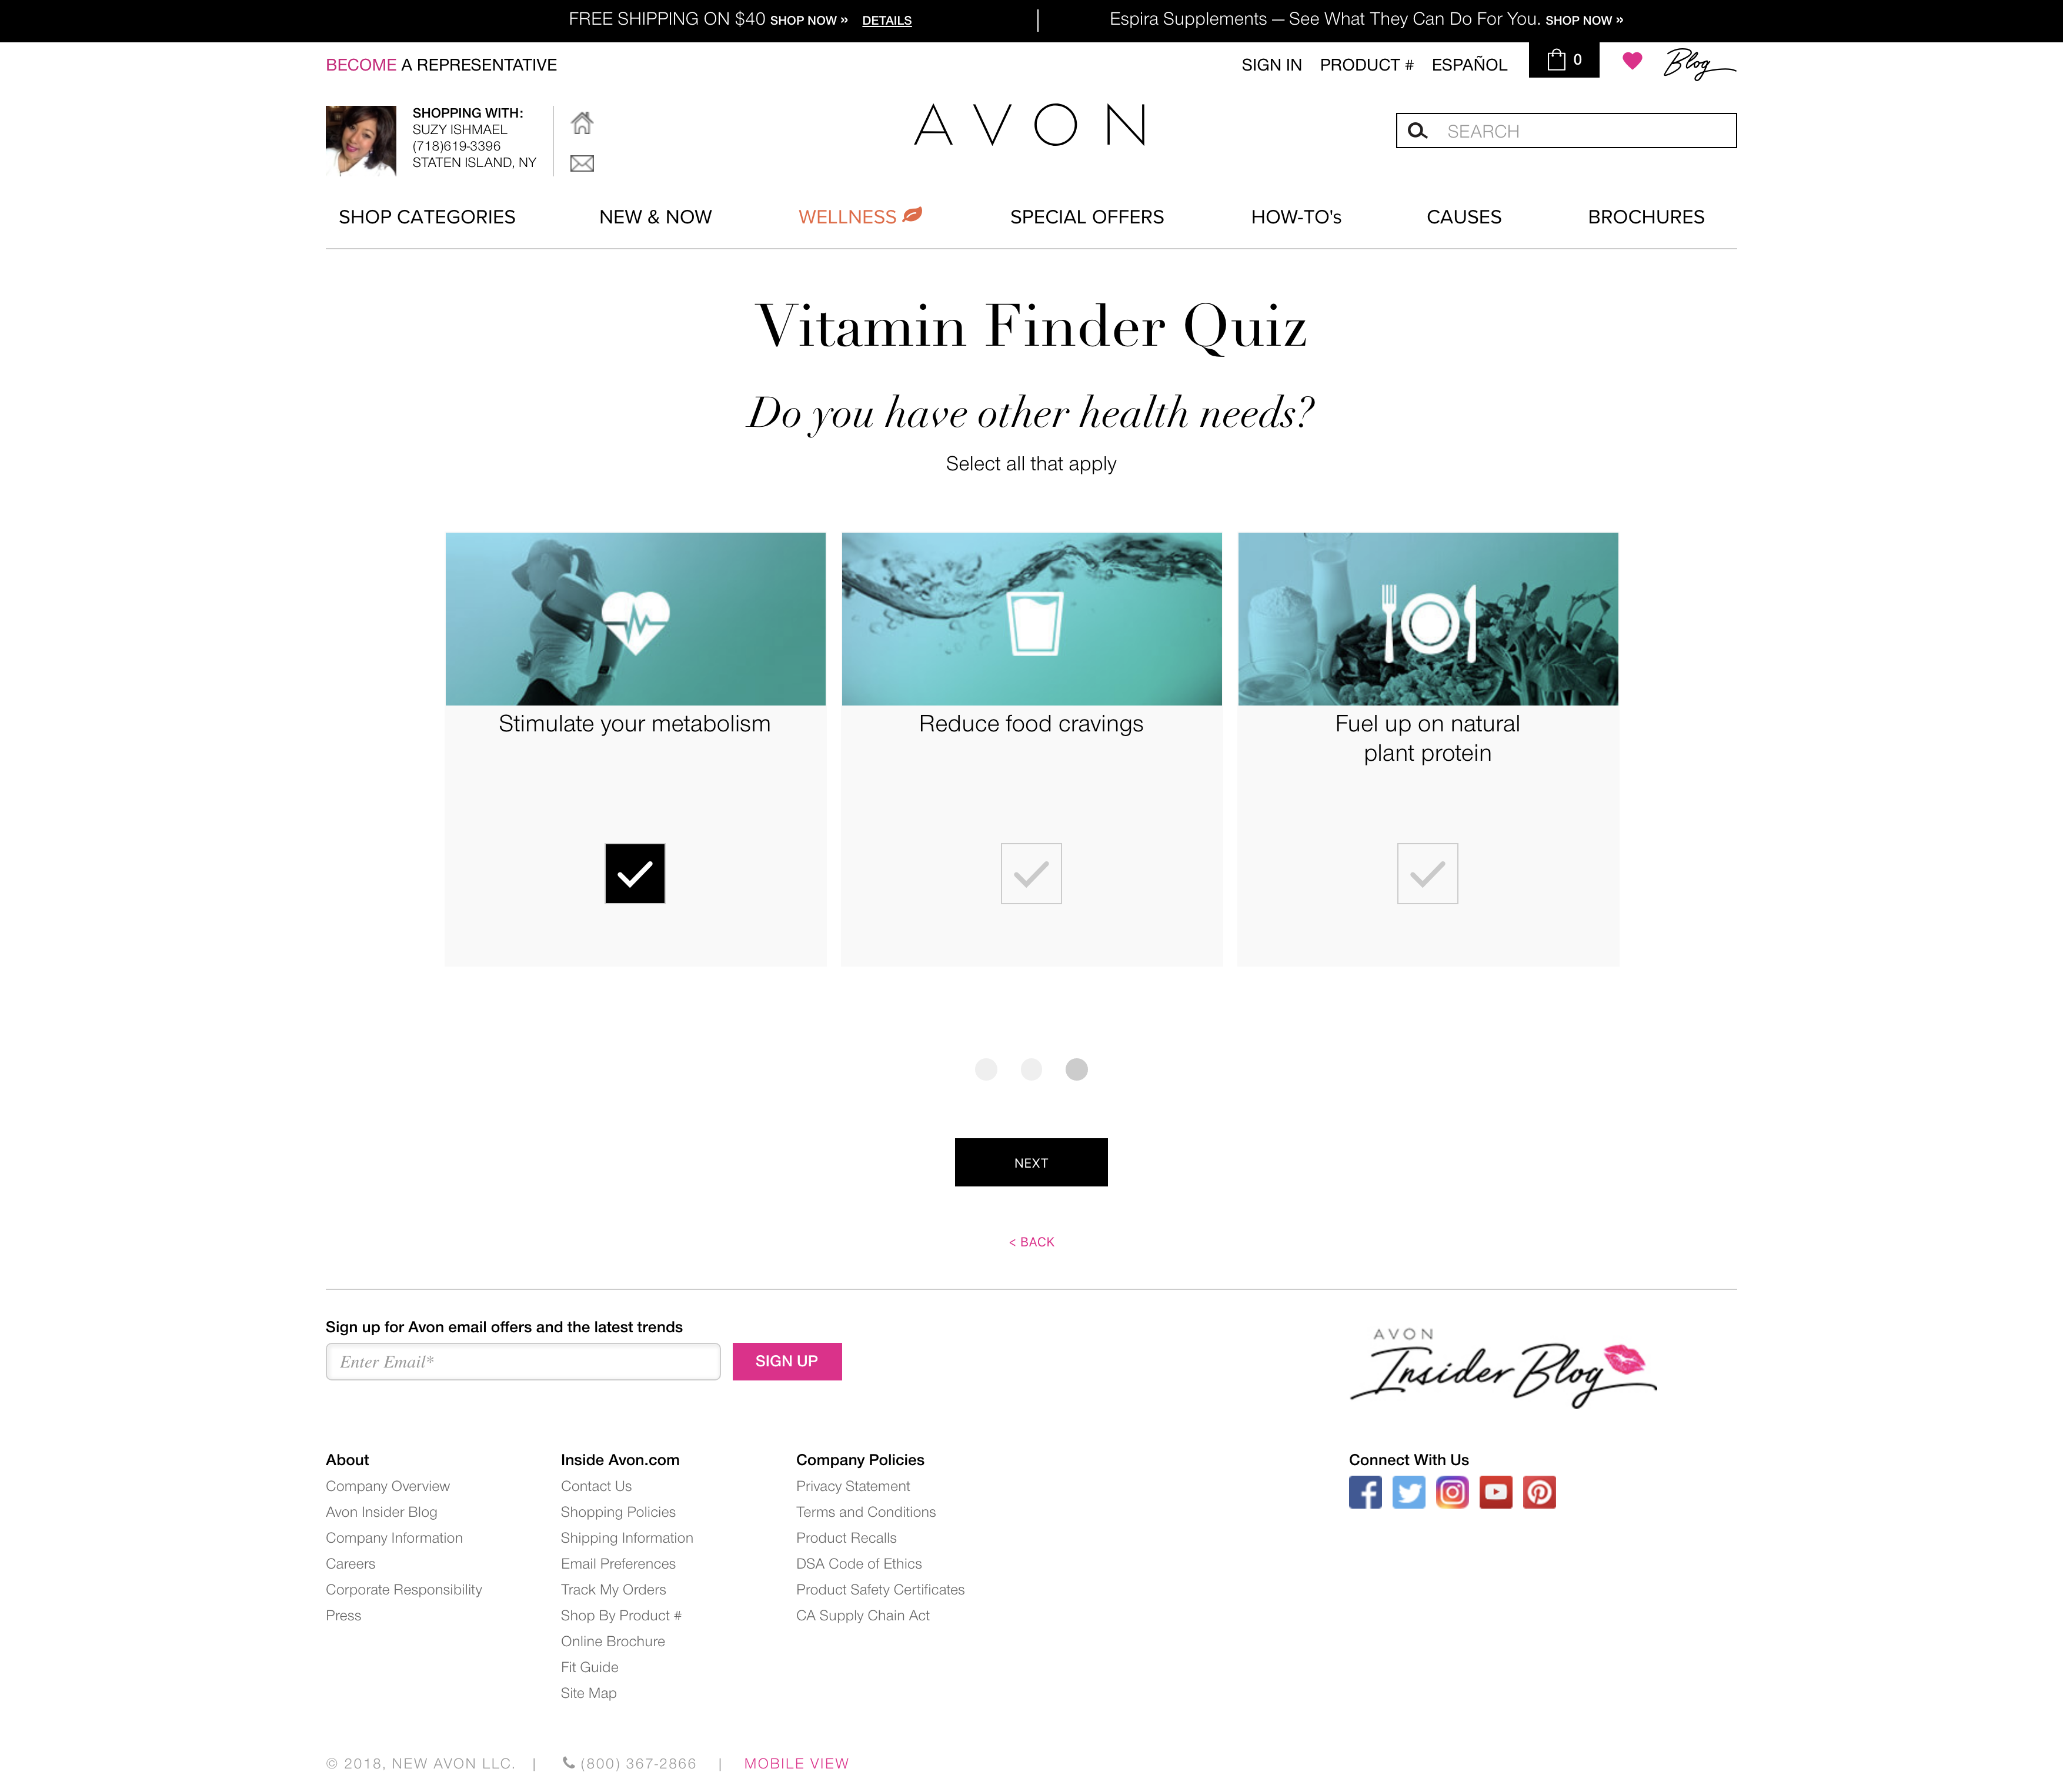 FREE SHIPPING ON $40 SHOP NOW » DETAILS | Espira Supplements — See What They Can Do For You. SHOP NOW »
BECOME A REPRESENTATIVE
SIGN IN PRODUCT # ESPAÑOL 0 Blog
SHOPPING WITH:
SUZY ISHMAEL
(718)619-3396
STATEN ISLAND, NY
AVON
SEARCH
SHOP CATEGORIES NEW & NOW WELLNESS SPECIAL OFFERS HOW-TO's CAUSES BROCHURES
Vitamin Finder Quiz
Do you have other health needs?
Select all that apply
Stimulate your metabolism
Reduce food cravings
Fuel up on natural
plant protein
NEXT
< BACK
Sign up for Avon email offers and the latest trends
Enter Email*
SIGN UP
AVON
Insider Blog
About
Company Overview
Avon Insider Blog
Company Information
Careers
Corporate Responsibility
Press
Inside Avon.com
Contact Us
Shopping Policies
Shipping Information
Email Preferences
Track My Orders
Shop By Product #
Online Brochure
Fit Guide
Site Map
Company Policies
Privacy Statement
Terms and Conditions
Product Recalls
DSA Code of Ethics
Product Safety Certificates
CA Supply Chain Act
Connect With Us
© 2018, NEW AVON LLC. | (800) 367-2866 | MOBILE VIEW